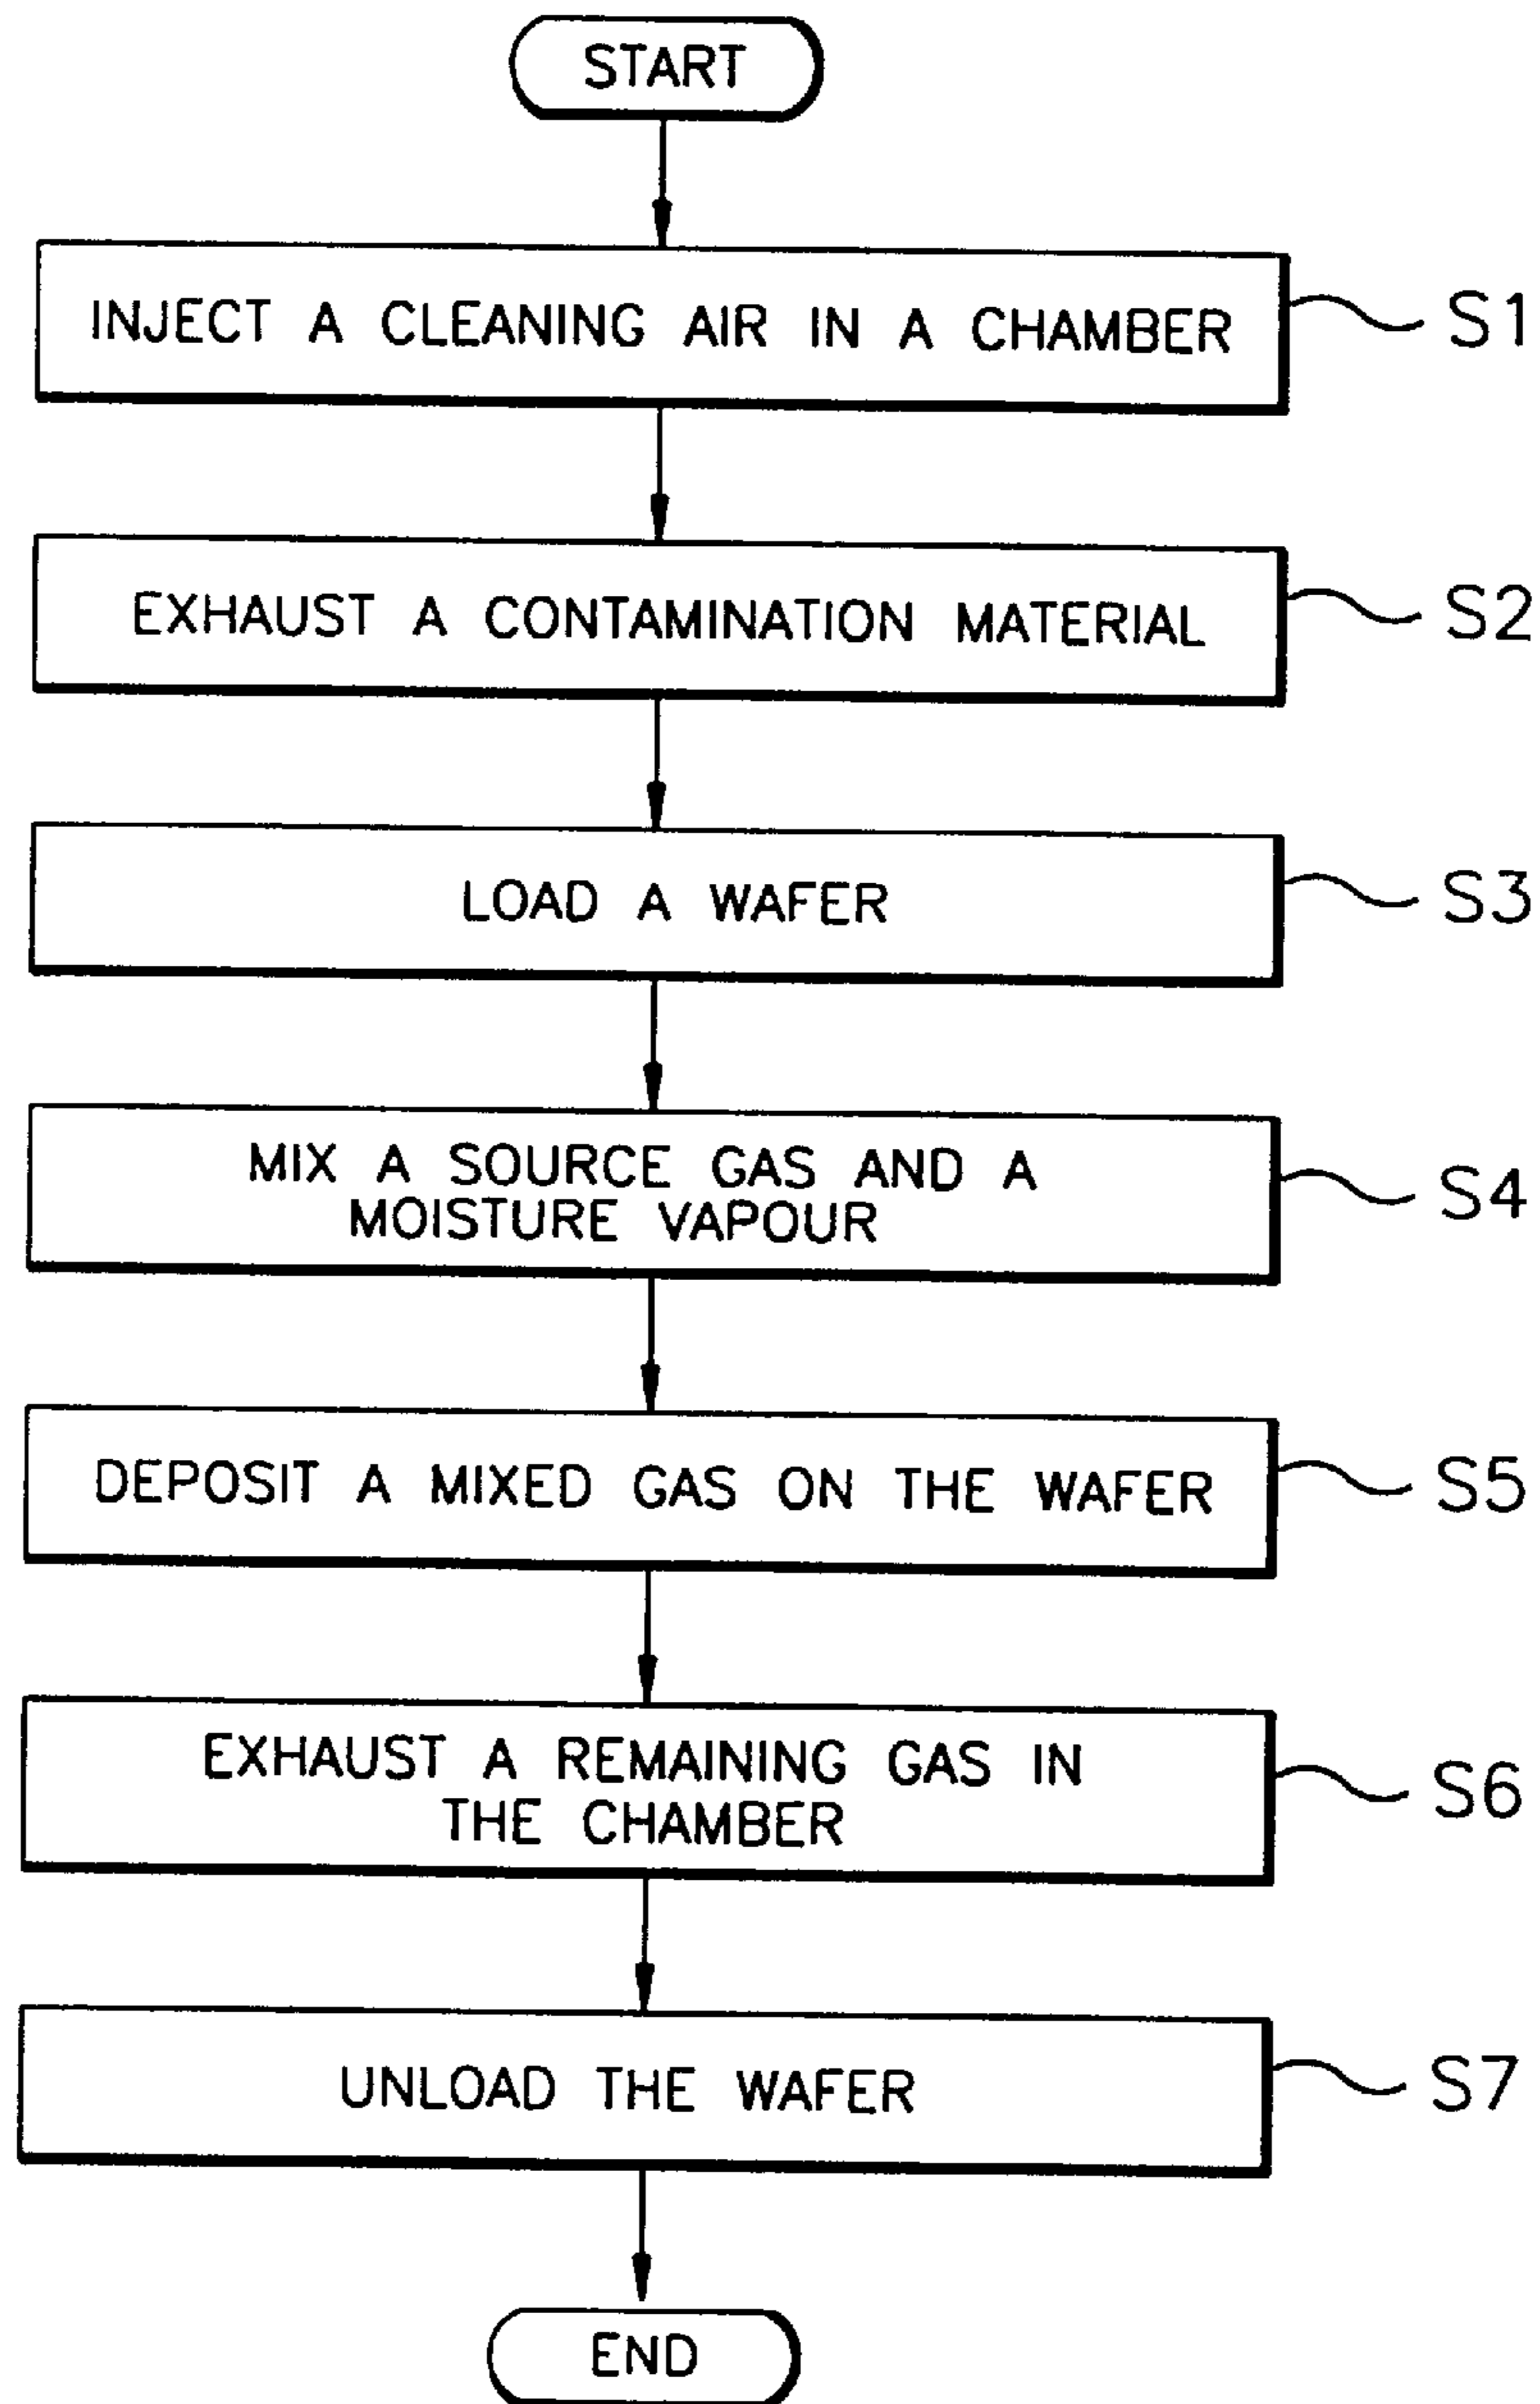 START
INJECT A CLEANING AIR IN A CHAMBER
S1
EXHAUST A CONTAMINATION MATERIAL
S2
LOAD A WAFER
S3
MIX A SOURCE GAS AND A
MOISTURE VAPOUR
S4
DEPOSIT A MIXED GAS ON THE WAFER
S5
EXHAUST A REMAINING GAS IN
THE CHAMBER
S6
UNLOAD THE WAFER
S7
END